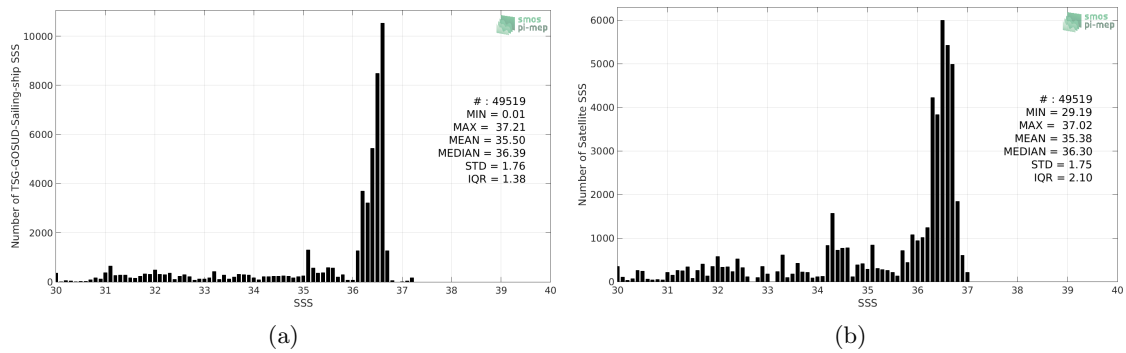 smos
pi-mep
Number of TSG-GOSUD-Sailing-ship SSS
10000
8000
6000
4000
2000
0
# : 49519
MIN = 0.01
MAX = 37.21
MEAN = 35.50
MEDIAN = 36.39
STD = 1.76
IQR = 1.38
30 31 32 33 34 35 36 37 38 39 40
SSS
(a)
smos
pi-mep
Number of Satellite SSS
6000
5000
4000
3000
2000
1000
0
# : 49519
MIN = 29.19
MAX = 37.02
MEAN = 35.38
MEDIAN = 36.30
STD = 1.75
IQR = 2.10
30 31 32 33 34 35 36 37 38 39 40
SSS
(b)